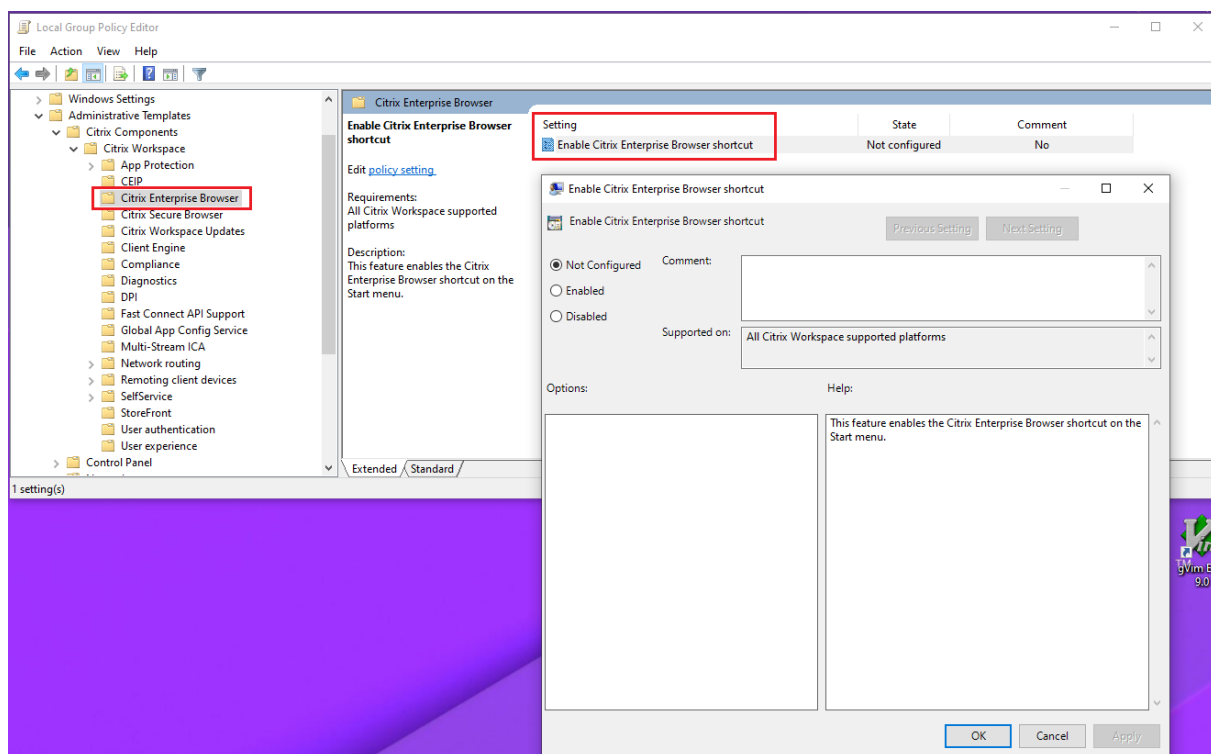 Local Group Policy Editor
File Action View Help
Windows Settings
Administrative Templates
Citrix Components
Citrix Workspace
App Protection
CEIP
Citrix Enterprise Browser
Citrix Secure Browser
Citrix Workspace Updates
Client Engine
Compliance
Diagnostics
DPI
Fast Connect API Support
Global App Config Service
Multi-Stream ICA
Network routing
Remoting client devices
SelfService
StoreFront
User authentication
User experience
Control Panel
1 setting(s)
Citrix Enterprise Browser
Enable Citrix Enterprise Browser
shortcut
Edit policy setting
Requirements:
All Citrix Workspace supported
platforms
Description:
This feature enables the Citrix
Enterprise Browser shortcut on the
Start menu.
Setting State Comment
Enable Citrix Enterprise Browser shortcut Not configured No
Extended Standard
Enable Citrix Enterprise Browser shortcut
Enable Citrix Enterprise Browser shortcut
Previous Setting Next Setting
Not Configured Comment:
Enabled
Disabled
Supported on: All Citrix Workspace supported platforms
Options: Help:
This feature enables the Citrix Enterprise Browser shortcut on the
Start menu.
OK Cancel Apply
gVim E
9.0